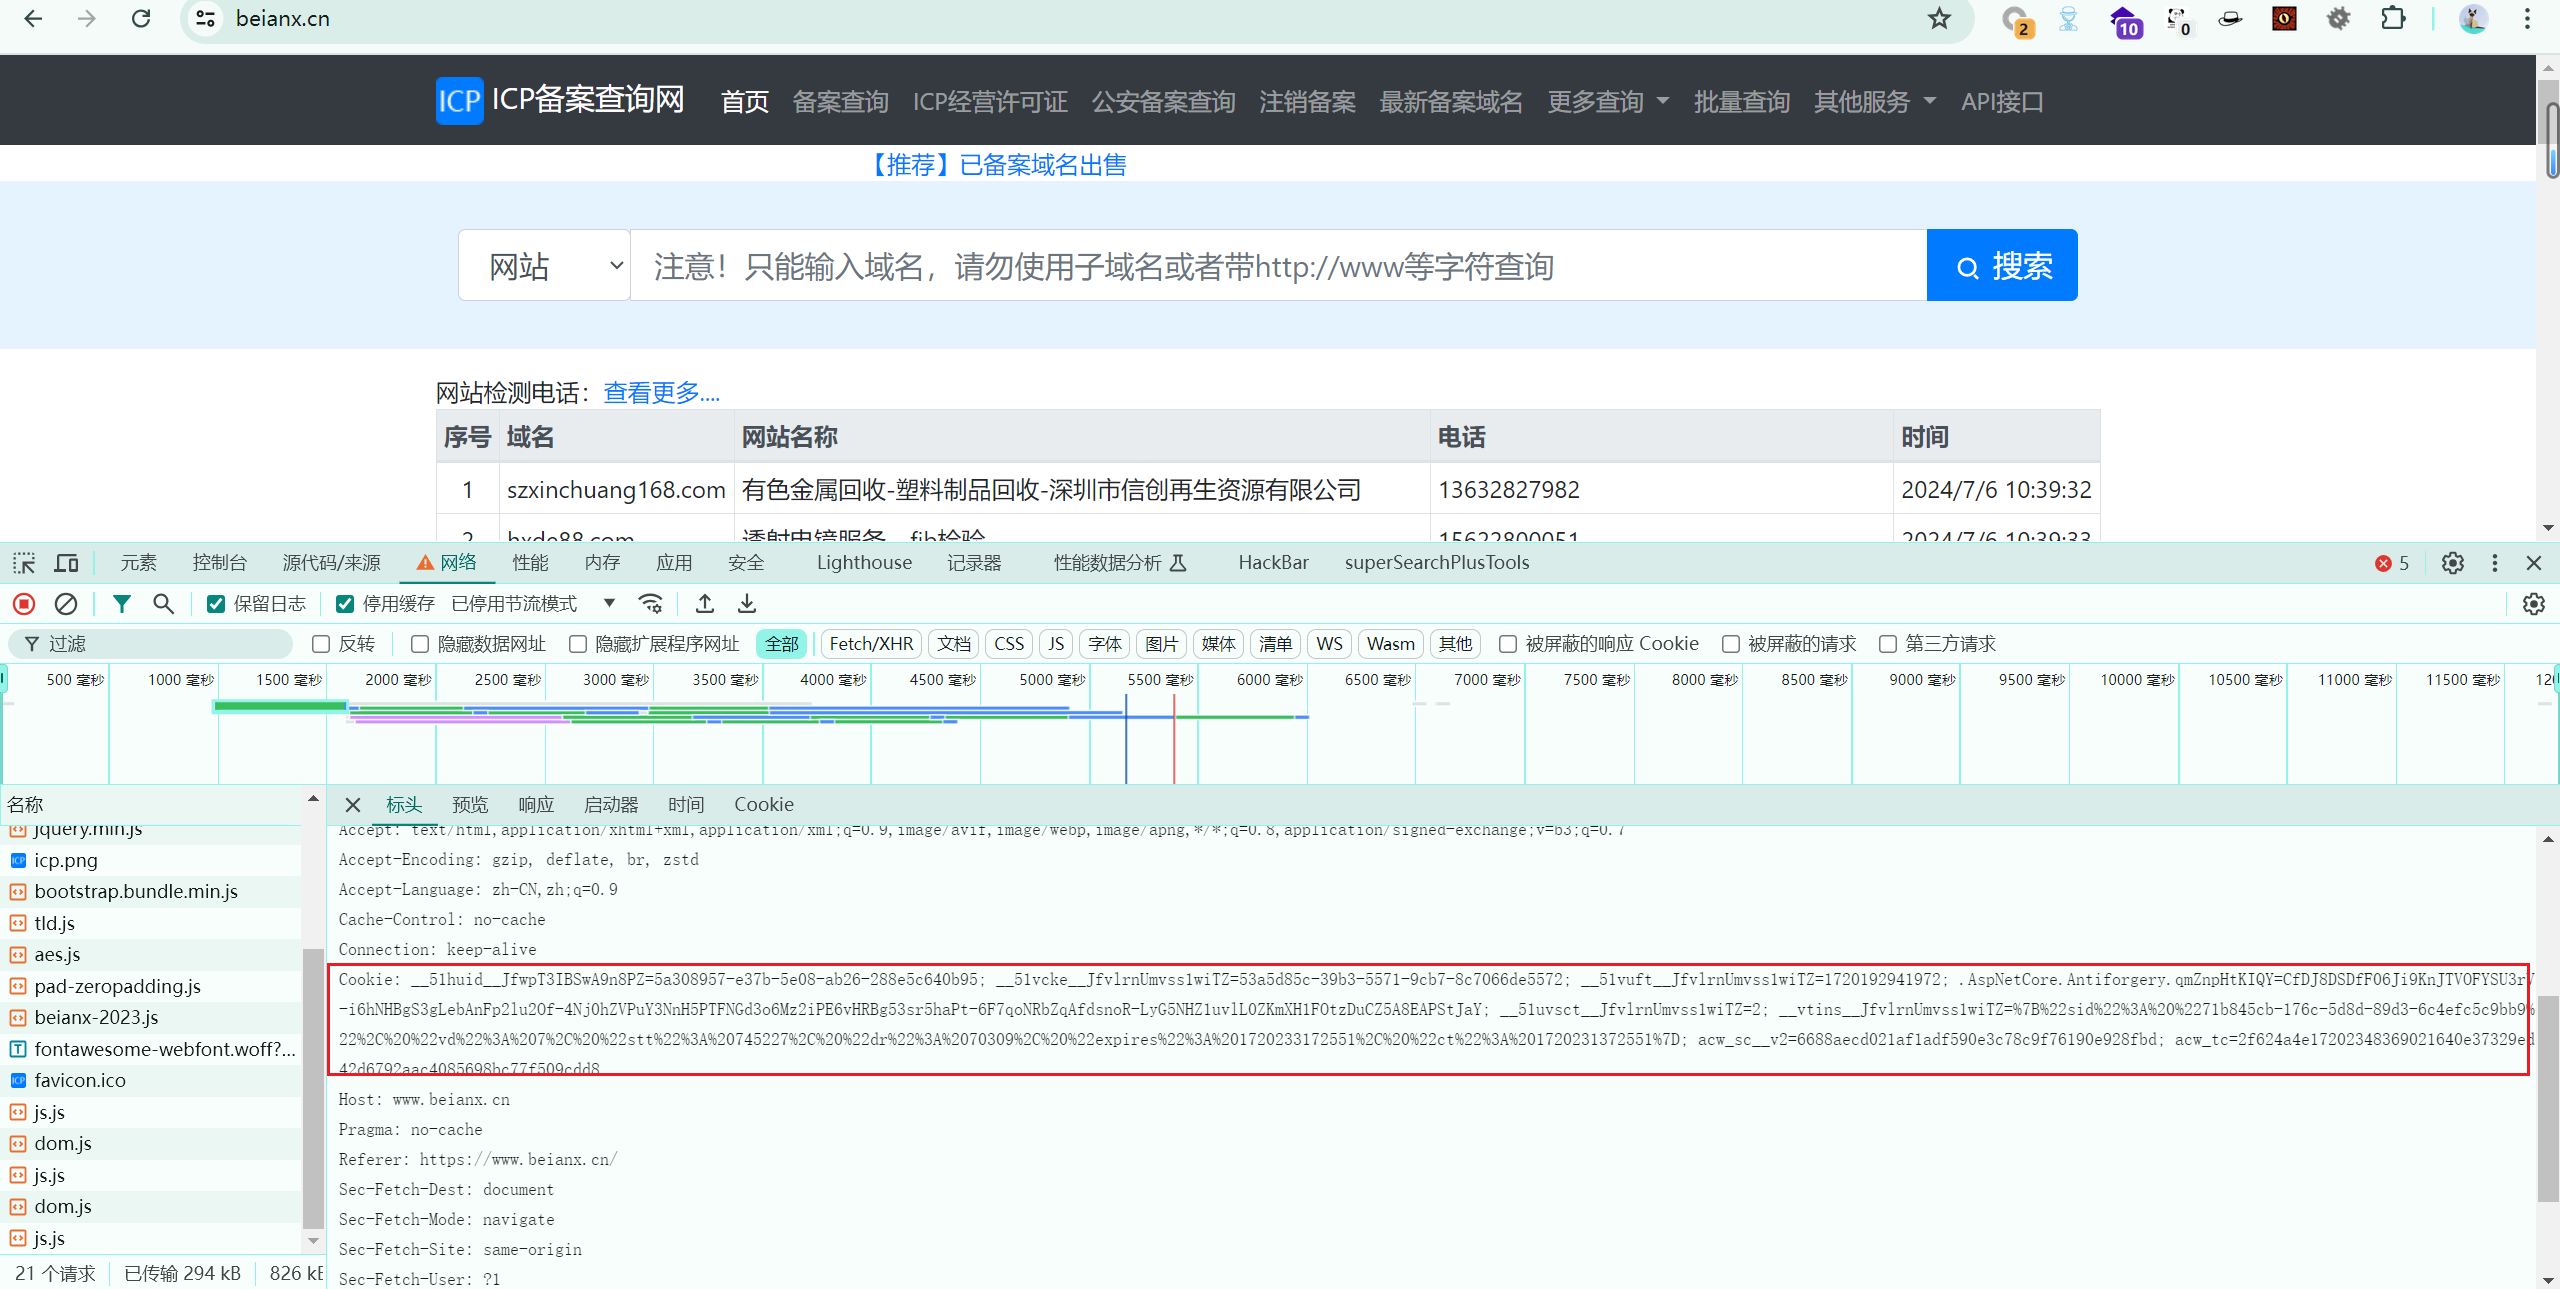 beianx.cn
2
10
0
ICP ICP备案查询网 首页 备案查询 ICP经营许可证 公安备案查询 注销备案 最新备案域名 更多查询 批量查询 其他服务 API接口
【推荐】已备案域名出售
网站 注意！只能输入域名，请勿使用子域名或者带http://www等字符查询 搜索
网站检测电话：查看更多....
序号 域名 网站名称 电话 时间
1 szxinchuang168.com 有色金属回收-塑料制品回收-深圳市信创再生资源有限公司 13632827982 2024/7/6 10:39:32
2 hxde88.com 透射电镜服务 fib检验 15622800051 2024/7/6 10:39:33
元素 控制台 源代码/来源 网络 性能 内存 应用 安全 Lighthouse 记录器 性能数据分析 HackBar superSearchPlusTools 5
保留日志 停用缓存 已停用节流模式
过滤 反转 隐藏数据网址 隐藏扩展程序网址 全部 Fetch/XHR 文档 CSS JS 字体 图片 媒体 清单 WS Wasm 其他 被屏蔽的响应 Cookie 被屏蔽的请求 第三方请求
500 毫秒 1000 毫秒 1500 毫秒 2000 毫秒 2500 毫秒 3000 毫秒 3500 毫秒 4000 毫秒 4500 毫秒 5000 毫秒 5500 毫秒 6000 毫秒 6500 毫秒 7000 毫秒 7500 毫秒 8000 毫秒 8500 毫秒 9000 毫秒 9500 毫秒 10000 毫秒 10500 毫秒 11000 毫秒 11500 毫秒
名称
jquery.min.js
icp.png
bootstrap.bundle.min.js
tld.js
aes.js
pad-zeropadding.js
beianx-2023.js
fontawesome-webfont.woff?...
favicon.ico
js.js
dom.js
js.js
dom.js
js.js
21 个请求 已传输 294 kB 826 kE
标头 预览 响应 启动器 时间 Cookie
Accept: text/html,application/xhtml+xml,application/xml;q=0.9,image/avif,image/webp,image/apng,*/*;q=0.8,application/signed-exchange;v=b3;q=0.7
Accept-Encoding: gzip, deflate, br, zstd
Accept-Language: zh-CN,zh;q=0.9
Cache-Control: no-cache
Connection: keep-alive
Cookie: __51huid__JfwpT3IBSwA9n8PZ=5a308957-e37b-5e08-ab26-288e5c640b95; __51vcke__JfvlrnUmvss1wiTZ=53a5d85c-39b3-5571-9cb7-8c7066de5572; __51vuft__JfvlrnUmvss1wiTZ=1720192941972; .AspNetCore.Antiforgery.qmZnpHtKIQY=CfDJ8DSDfF06Ji9KnJTVOFYSU3rV
-i6hNHBgS3gLebAnFp2lu2Of-4Nj0hZVPuY3NnH5PTFNGd3o6Mz2iPE6vHRBg53sr5haPt-6F7qoNRbZqAfdsnoR-LyG5NHZ1uvlL0ZKmXH1FOtzDuCZ5A8EAPStJaY; __51uvsct__JfvlrnUmvss1wiTZ=2; __vtins__JfvlrnUmvss1wiTZ=%7B%22sid%22%3A%20%2271b845cb-176c-5d8d-89d3-6c4efc5c9bb9%
22%2C%20%22vd%22%3A%207%2C%20%22stt%22%3A%20745227%2C%20%22dr%22%3A%2070309%2C%20%22expires%22%3A%201720233172551%2C%20%22ct%22%3A%201720231372551%7D; acw_sc__v2=6688aecd021af1adf590e3c78c9f76190e928fbd; acw_tc=2f624a4e17202348369021640e37329ed
42d6792aac4085698bc77f509cdd8
Host: www.beianx.cn
Pragma: no-cache
Referer: https://www.beianx.cn/
Sec-Fetch-Dest: document
Sec-Fetch-Mode: navigate
Sec-Fetch-Site: same-origin
Sec-Fetch-User: ?1